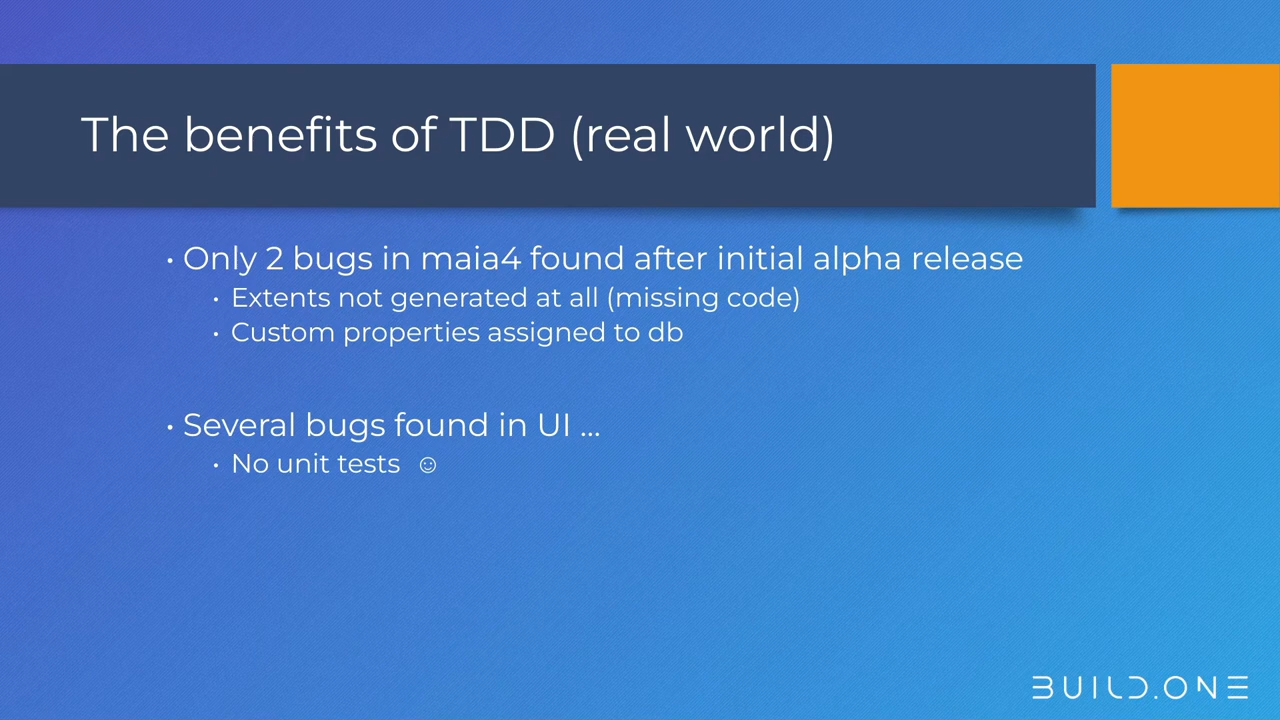 The benefits of TDD (real world)
• Only 2 bugs in maia4 found after initial alpha release
• Extents not generated at all (missing code)
• Custom properties assigned to db
• Several bugs found in UI ...
• No unit tests ☺
BUILD.ONE